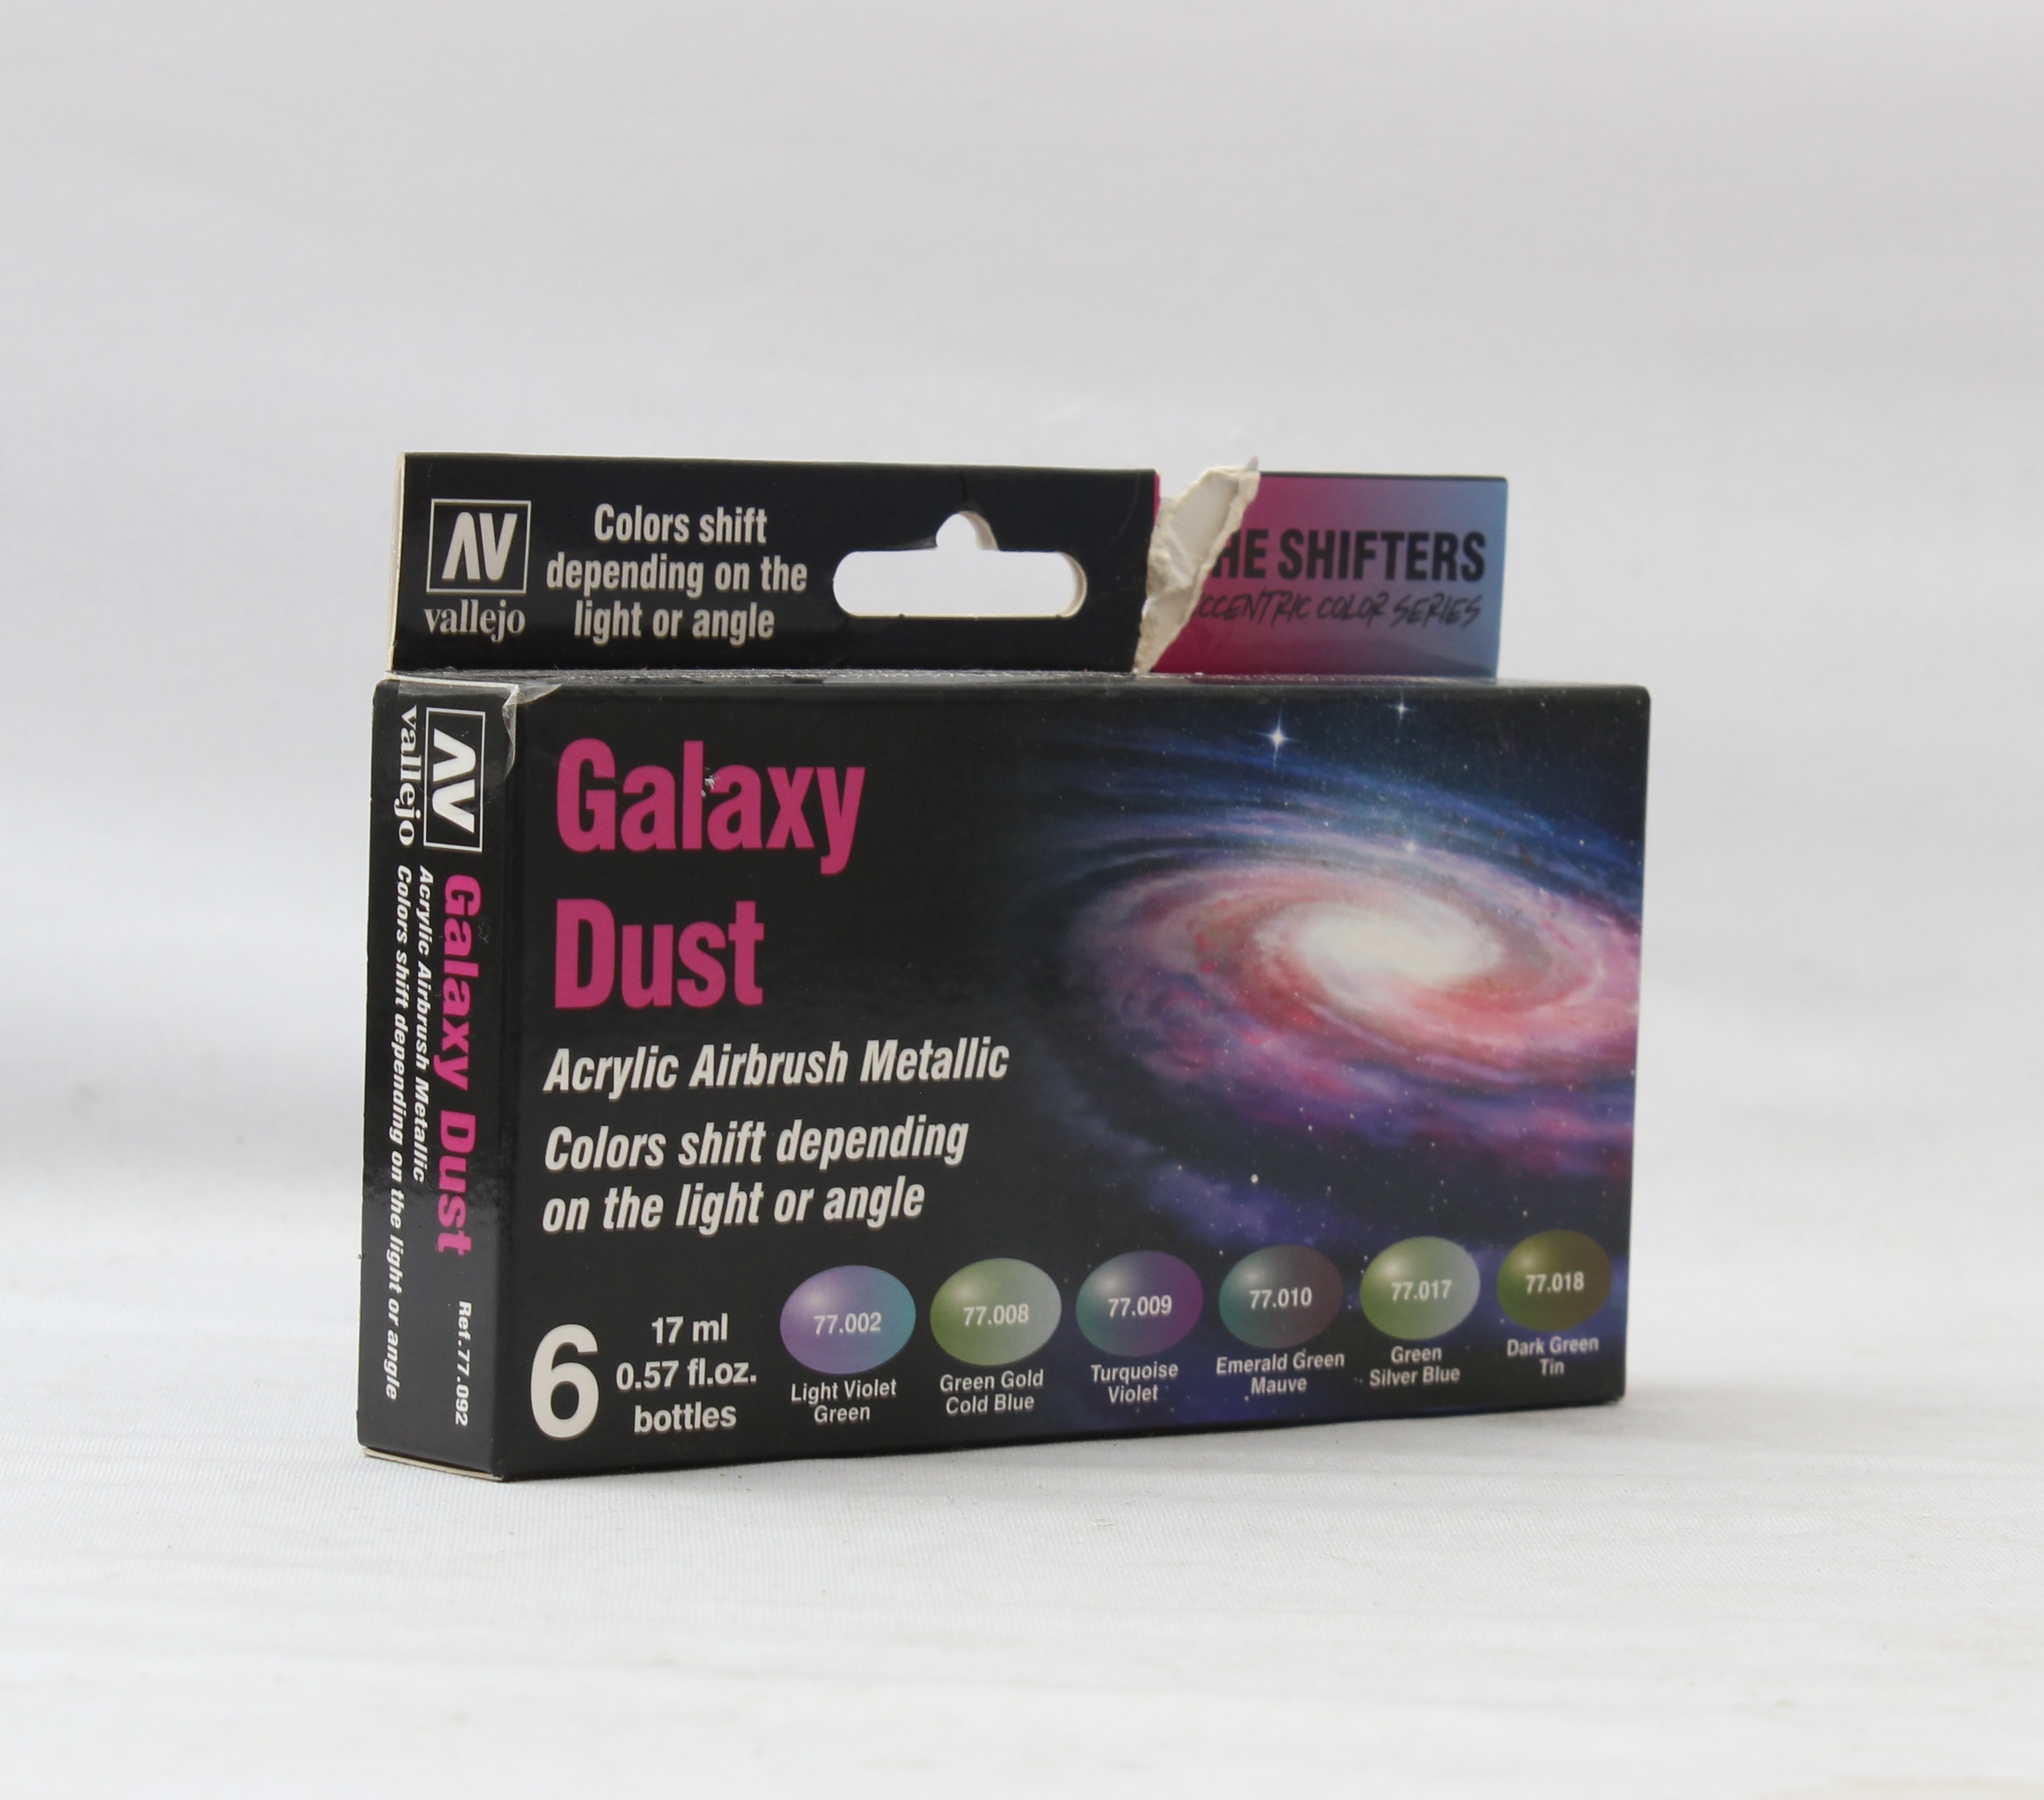 AV
vallejo
Colors shift
depending on the
light or angle
HE SHIFTERS
CCENTRIC COLOR SERIES
AV
vallejo
Galaxy Dust
Acrylic Airbrush Metallic
Colors shift depending on the light or angle
Ref.77.092
Galaxy
Dust
Acrylic Airbrush Metallic
Colors shift depending
on the light or angle
6
17 ml
0.57 fl.oz.
bottles
77.002
Light Violet
Green
77.008
Green Gold
Cold Blue
77.009
Turquoise
Violet
77.010
Emerald Green
Mauve
77.017
Green
Silver Blue
77.018
Dark Green
Tin